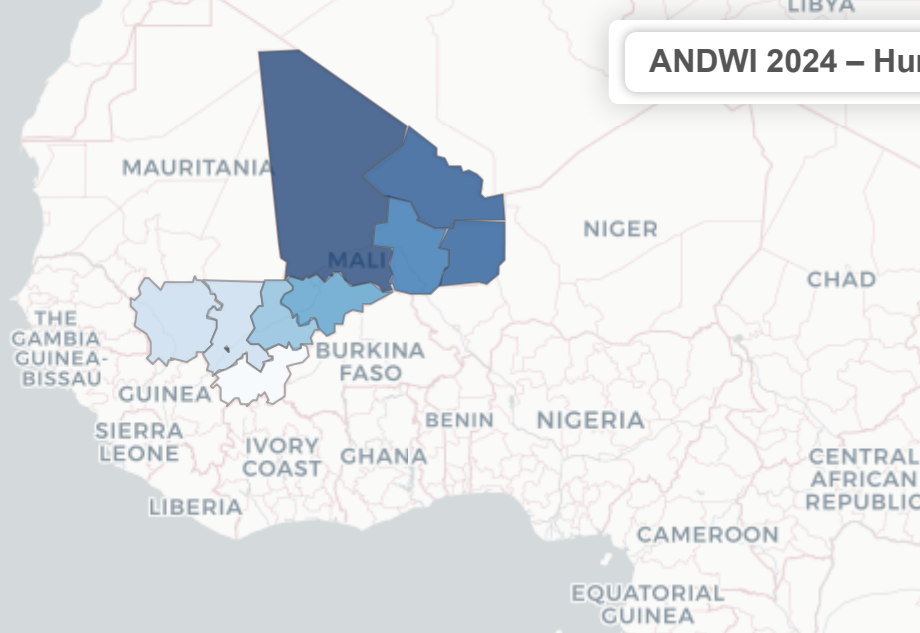 LIBYA
ANDWI 2024 – Hu
MAURITANIA
NIGER
MALI
CHAD
THE
GAMBIA
GUINEA-
BISSAU
BURKINA
FASO
GUINEA
BENIN
NIGERIA
SIERRA
LEONE
IVORY
COAST
GHANA
CENTRAL
AFRICAN
REPUBLIC
LIBERIA
CAMEROON
EQUATORIAL
GUINEA